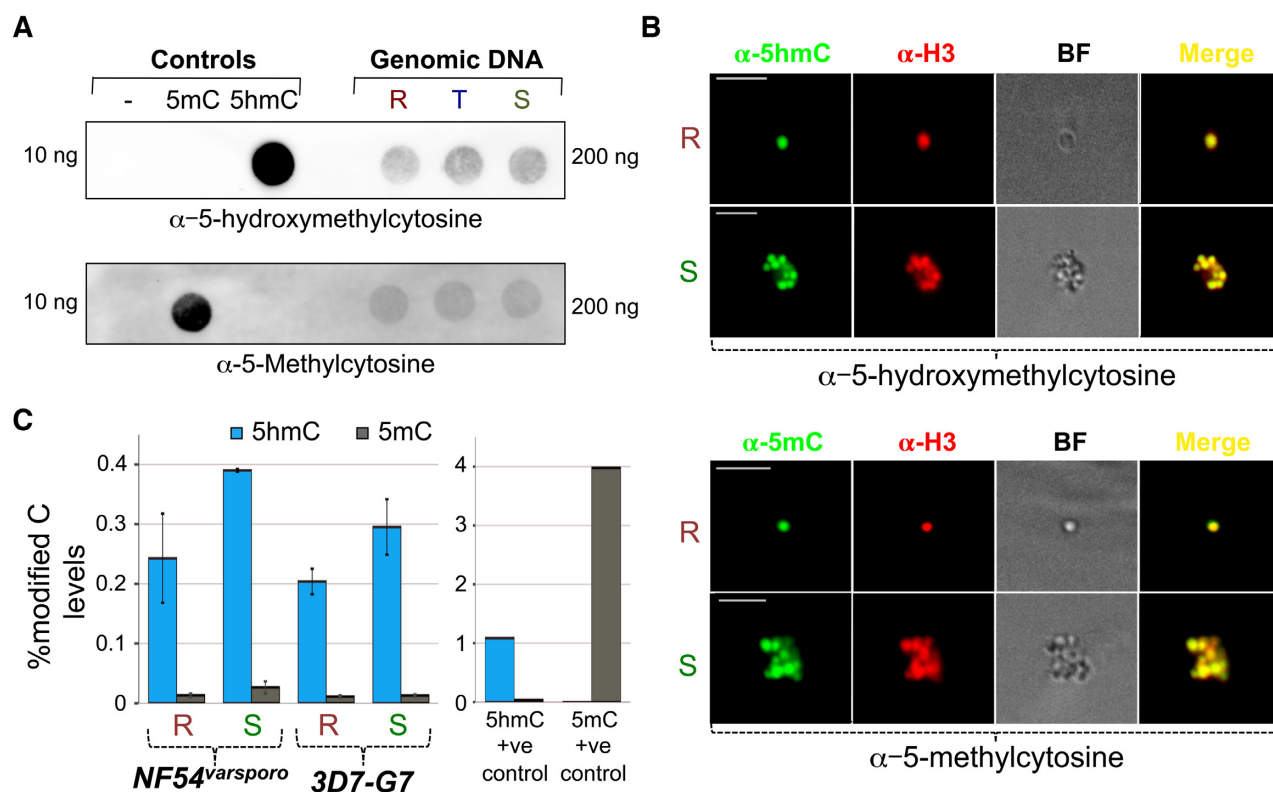 A
Controls
Genomic DNA
- 5mC 5hmC R T S
10 ng
200 ng
α-5-hydroxymethylcytosine
10 ng
200 ng
α-5-Methylcytosine
B
α-5hmC α-H3 BF Merge
R
S
α-5-hydroxymethylcytosine
α-5mC α-H3 BF Merge
R
S
α-5-methylcytosine
C
5hmC 5mC
%modified C
levels
0.4
0.3
0.2
0.1
0
R S R S
NF54varsporo 3D7-G7
4
3
2
1
0
5hmC
+ve
control
5mC
+ve
control